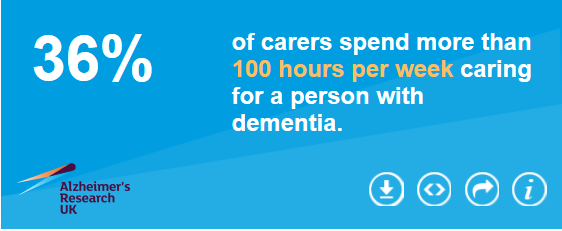 36%
of carers spend more than
100 hours per week caring
for a person with
dementia.
Alzheimer's
Research
UK
i